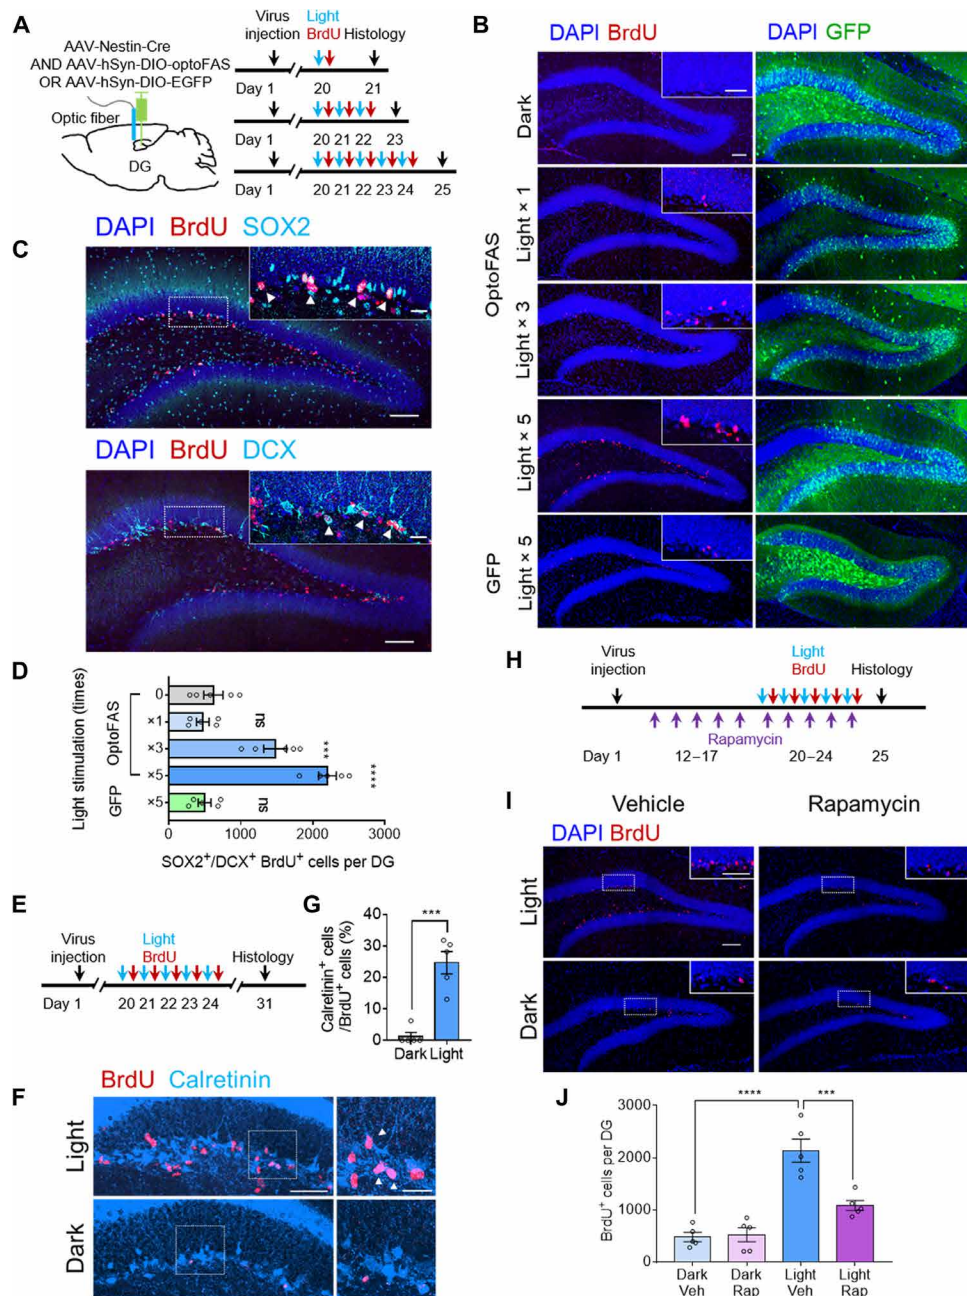 A
AAV-Nestin-Cre
AND AAV-hSyn-DIO-optoFAS
OR AAV-hSyn-DIO-EGFP
Optic fiber
DG
Virus
injection
Light
BrdU
Histology
Day 1
20
21
Day 1
20 21 22 23
Day 1
20 21 22 23 24 25
B
DAPI BrdU
DAPI GFP
Dark
OptoFAS
Light × 1
Light × 3
Light × 5
GFP
Light × 5
C
DAPI BrdU SOX2
DAPI BrdU DCX
D
Light stimulation (times)
OptoFAS
GFP
0
×1
×3
×5
×5
ns
***
****
ns
0 1000 2000 3000
SOX2+/DCX+ BrdU+ cells per DG
E
Virus
injection
Light
BrdU
Histology
Day 1
20 21 22 23 24
31
G
Calretinin+ cells
/BrdU+ cells (%)
***
40
30
20
10
0
Dark Light
F
BrdU Calretinin
Light
Dark
H
Virus
injection
Light
BrdU
Histology
Rapamycin
Day 1
12–17
20–24
25
I
Vehicle
Rapamycin
DAPI BrdU
Light
Dark
J
BrdU+ cells per DG
3000
2000
1000
0
****
***
Dark
Veh
Dark
Rap
Light
Veh
Light
Rap